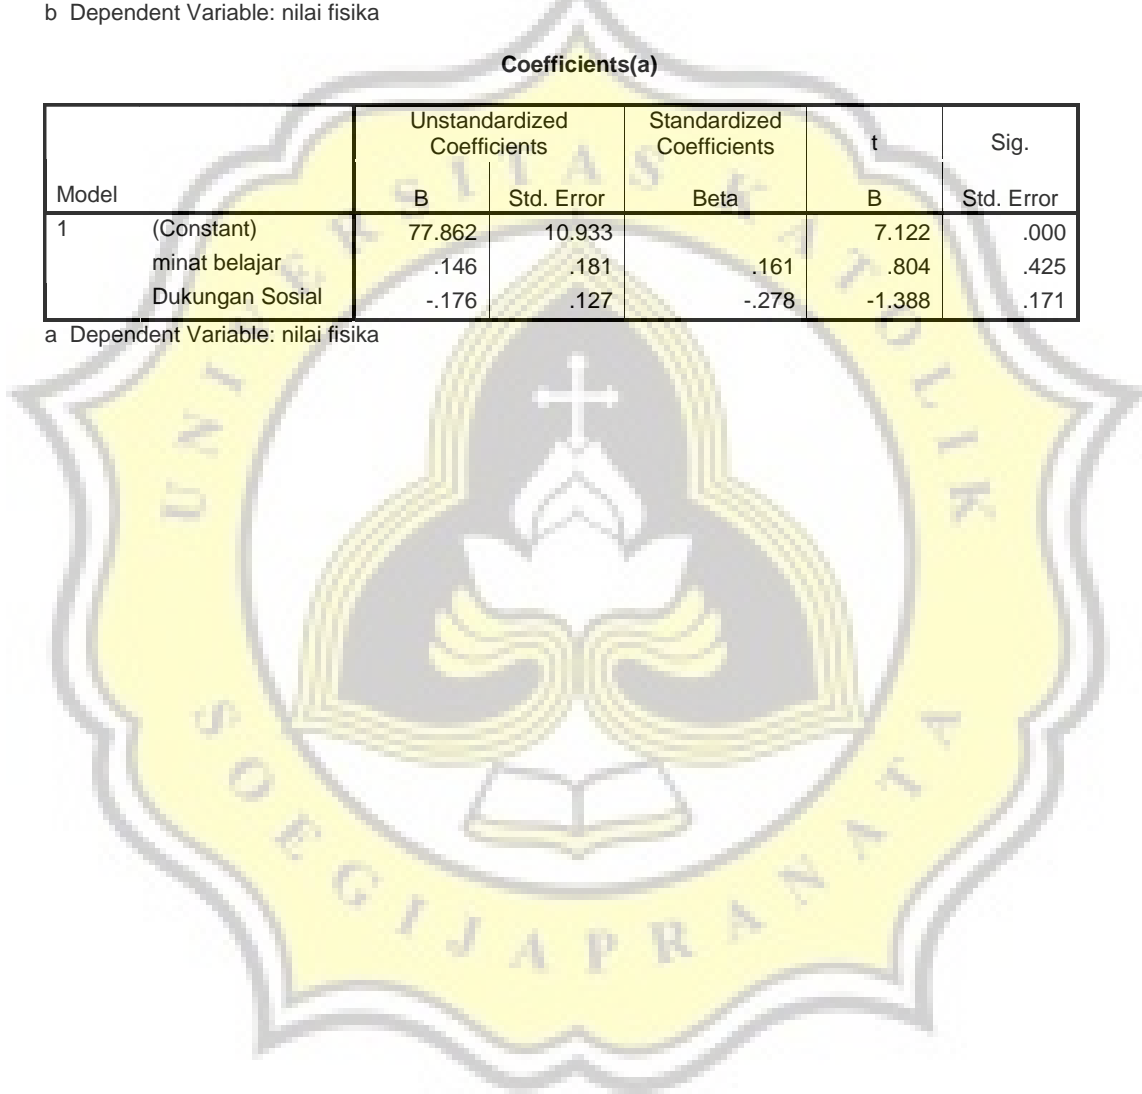 b Dependent Variable: nilai fisika
Coefficients(a)
Model Unstandardized Coefficients Standardized Coefficients t Sig.
B Std. Error Beta B Std. Error
1 (Constant) 77.862 10.933 7.122 .000
minat belajar .146 .181 .161 .804 .425
Dukungan Sosial -.176 .127 -.278 -1.388 .171
a Dependent Variable: nilai fisika
UNIVERSITAS KATOLIK
SOEGIJAPRANATA